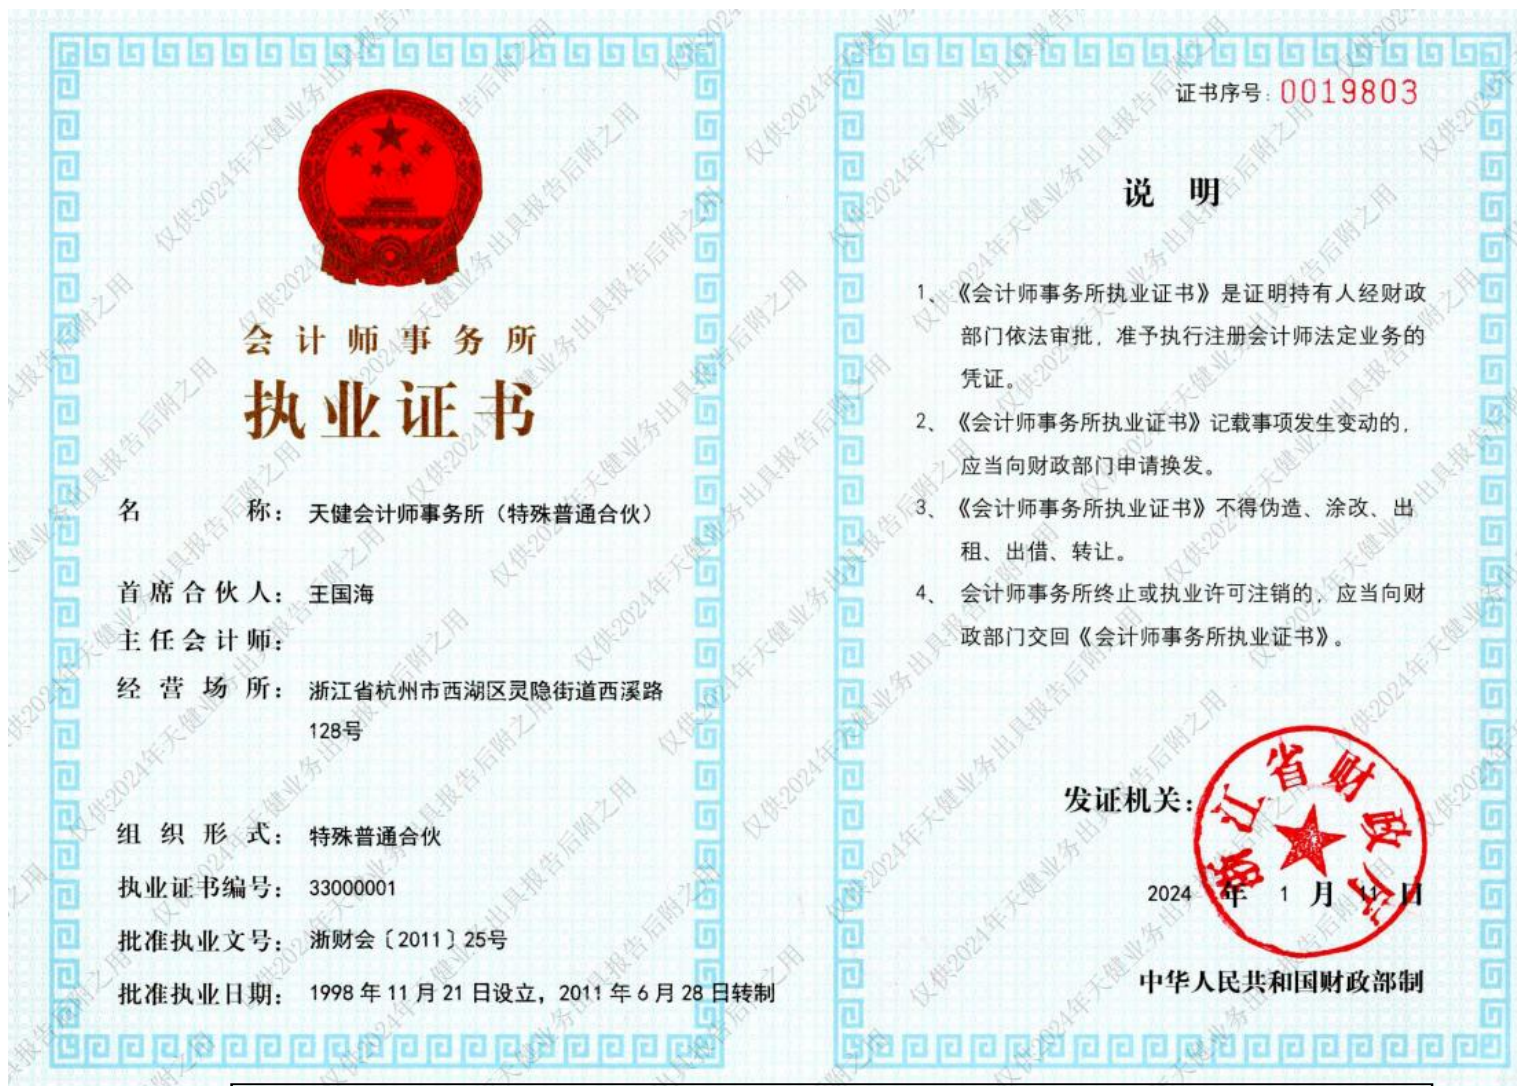 会计师事务所
执业证书
名称： 天健会计师事务所（特殊普通合伙）
首席合伙人： 王国海
主任会计师：
经营场所： 浙江省杭州市西湖区灵隐街道西溪路
128号
组织形式： 特殊普通合伙
执业证书编号： 33000001
批准执业文号： 浙财会〔2011〕25号
批准执业日期： 1998年11月21日设立，2011年6月28日转制
证书序号：0019803
说 明
1、《会计师事务所执业证书》是证明持有人经财政
部门依法审批，准予执行注册会计师法定业务的
凭证。
2、《会计师事务所执业证书》记载事项发生变动的，
应当向财政部门申请换发。
3、《会计师事务所执业证书》不得伪造、涂改、出
租、出借、转让。
4、 会计师事务所终止或执业许可注销的，应当向财
政部门交回《会计师事务所执业证书》。
发证机关：
浙江省财政厅
2024 年 1 月 11 日
中华人民共和国财政部制
仅供2024年天健业务出具报告后附之用